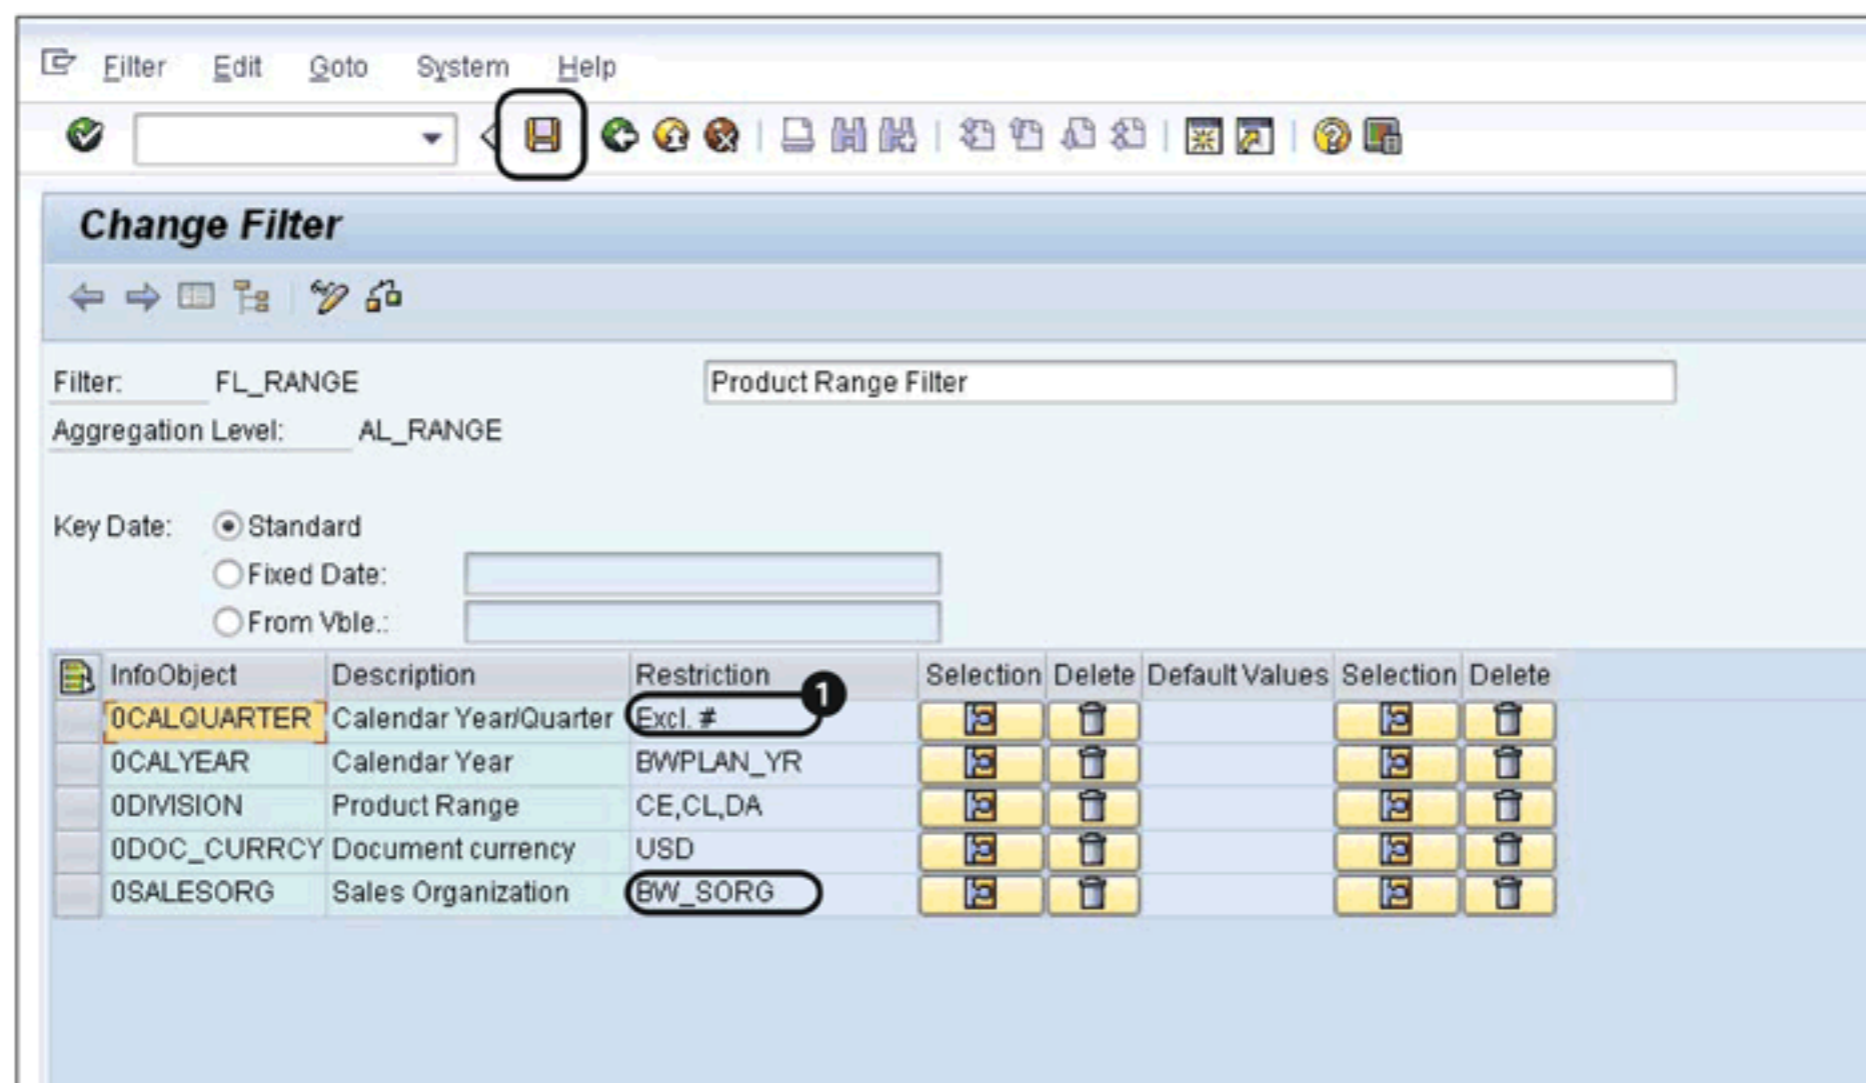 Filter Edit Goto System Help
Change Filter
Filter: FL_RANGE Product Range Filter
Aggregation Level: AL_RANGE
Key Date: Standard
Fixed Date:
From Vble.:
InfoObject Description Restriction Selection Delete Default Values Selection Delete
1
0CALQUARTER Calendar Year/Quarter Excl. #
0CALYEAR Calendar Year BWPLAN_YR
0DIVISION Product Range CE,CL,DA
0DOC_CURRCY Document currency USD
0SALESORG Sales Organization BW_SORG